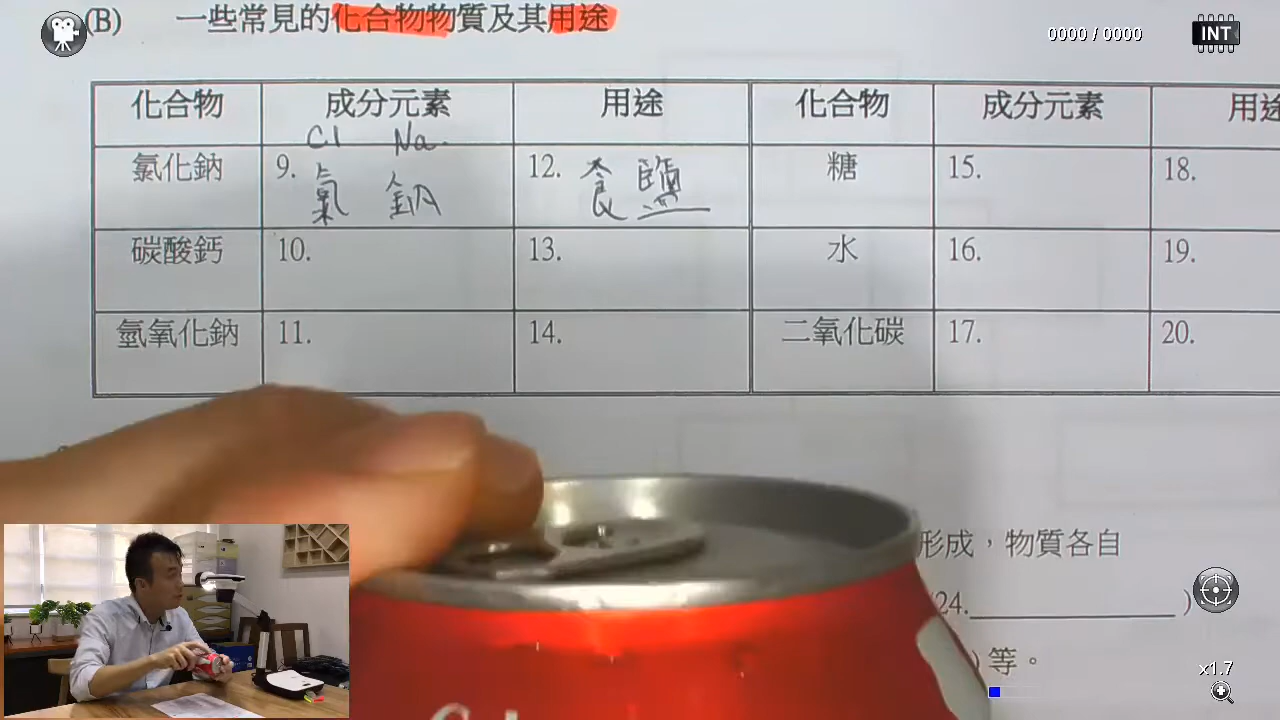 (B) 一些常見的化合物物質及其用途
0000 / 0000
INT
化合物 成分元素 用途 化合物 成分元素 用途
Cl Na
氯化鈉 9. 氯 鈉 12. 食鹽 糖 15. 18.
碳酸鈣 10. 13. 水 16. 19.
氫氧化鈉 11. 14. 二氧化碳 17. 20.
形成，物質各自
24. )
) 等。
x1.7